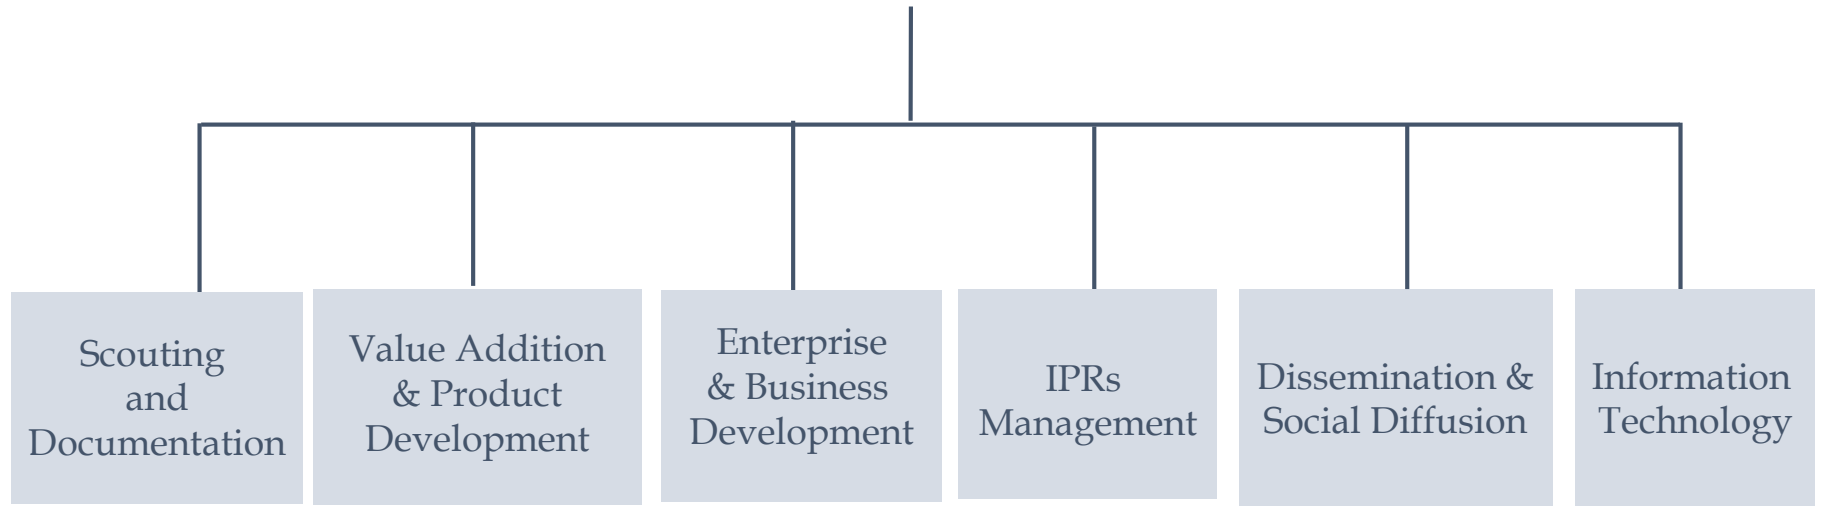 Scouting
and
Documentation
Value Addition
& Product
Development
Enterprise
& Business
Development
IPRs
Management
Dissemination &
Social Diffusion
Information
Technology